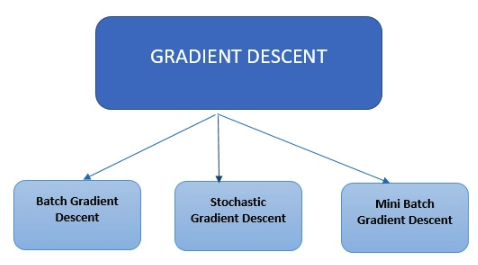 GRADIENT DESCENT
Batch Gradient
Descent
Stochastic
Gradient Descent
Mini Batch
Gradient Descent